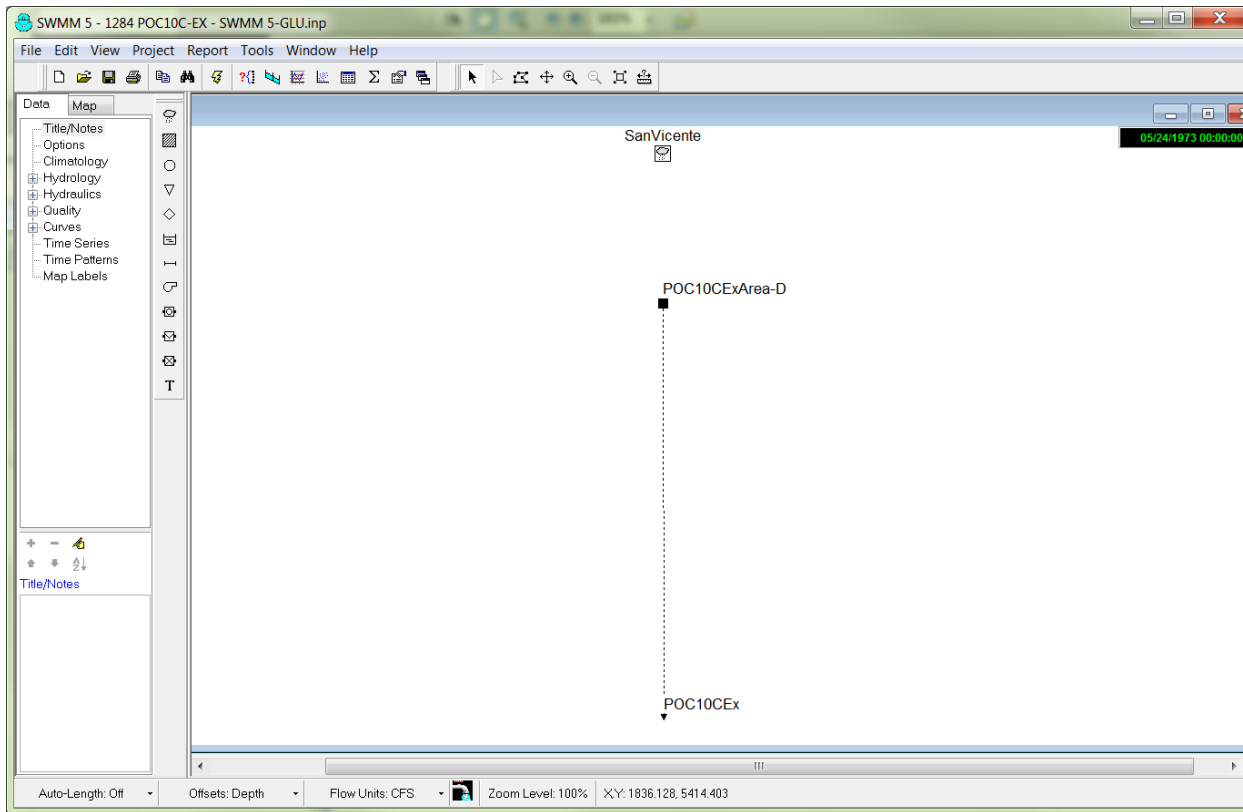 SWMM 5 - 1284 POC10C-EX - SWMM 5-GLU.inp
File Edit View Project Report Tools Window Help
Data Map
Title/Notes
Options
Climatology
Hydrology
Hydraulics
Quality
Curves
Time Series
Time Patterns
Map Labels
T
SanVicente
05/24/1973 00:00:00
POC10CExArea-D
POC10CEx
Title/Notes
Auto-Length: Off Offsets: Depth Flow Units: CFS Zoom Level: 100% X,Y: 1836.128, 5414.403